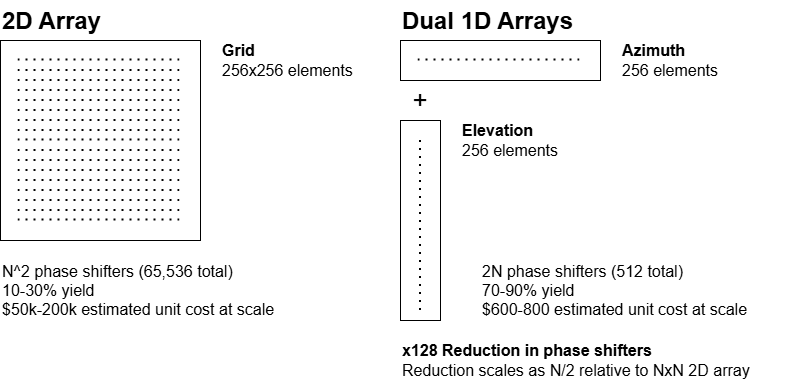 2D Array
Grid
256x256 elements
N^2 phase shifters (65,536 total)
10-30% yield
$50k-200k estimated unit cost at scale
Dual 1D Arrays
Azimuth
256 elements
+
Elevation
256 elements
2N phase shifters (512 total)
70-90% yield
$600-800 estimated unit cost at scale
x128 Reduction in phase shifters
Reduction scales as N/2 relative to NxN 2D array